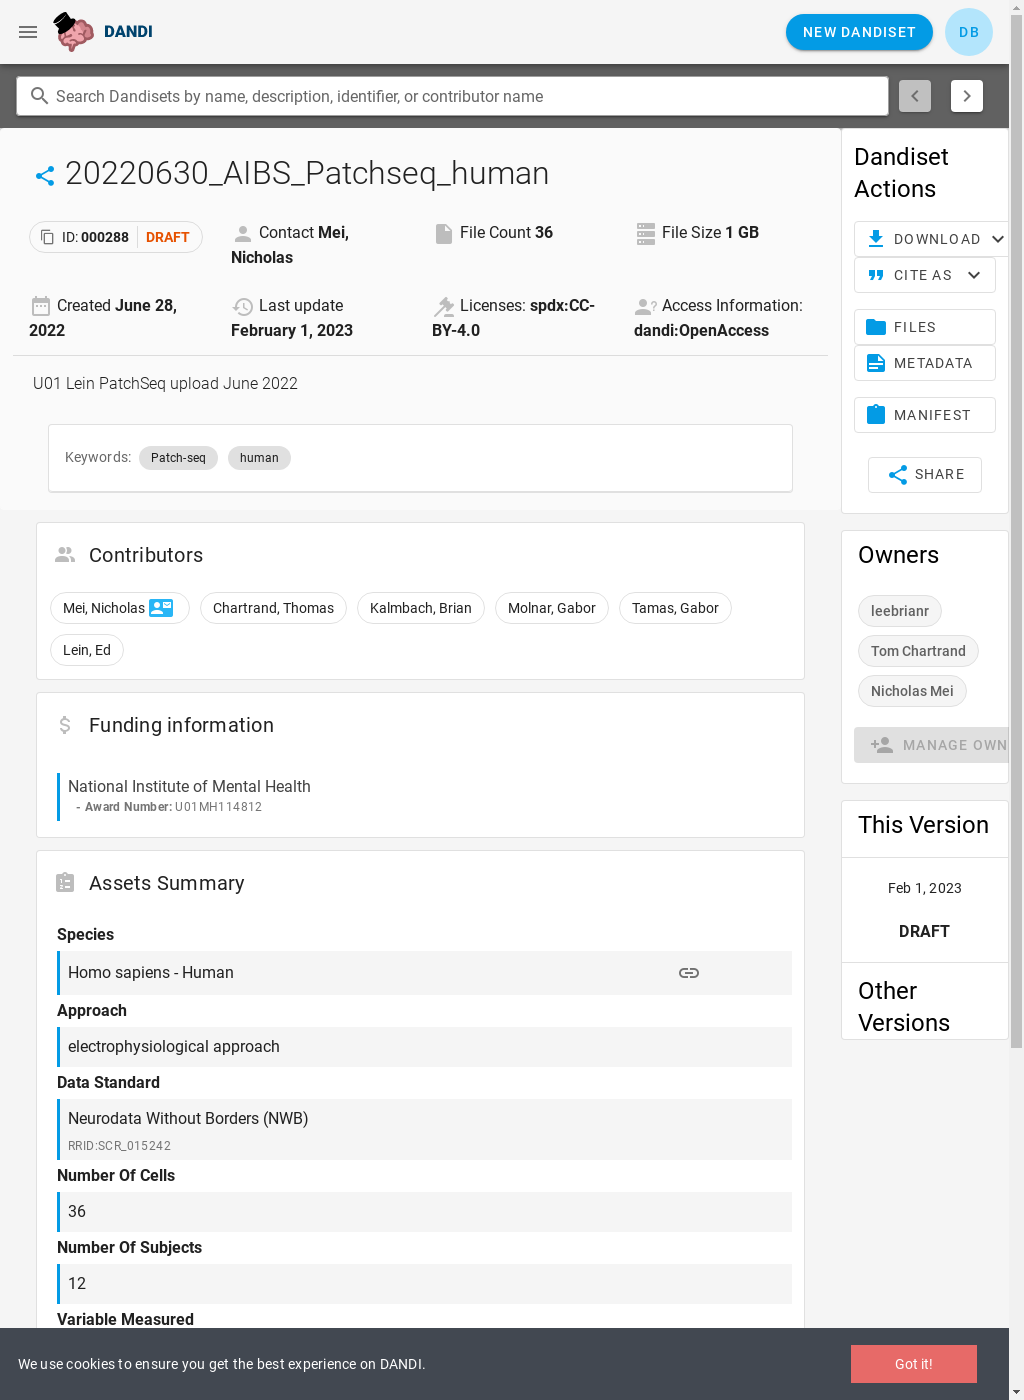 DANDI
NEW DANDISET
DB
Search Dandisets by name, description, identifier, or contributor name
20220630_AIBS_Patchseq_human
ID: 000288 DRAFT
Contact Mei,
Nicholas
File Count 36
File Size 1 GB
Created June 28,
2022
Last update
February 1, 2023
Licenses: spdx:CC-
BY-4.0
Access Information:
dandi:OpenAccess
U01 Lein PatchSeq upload June 2022
Keywords: Patch-seq human
Contributors
Mei, Nicholas
Chartrand, Thomas
Kalmbach, Brian
Molnar, Gabor
Tamas, Gabor
Lein, Ed
Funding information
National Institute of Mental Health
- Award Number: U01MH114812
Assets Summary
Species
Homo sapiens - Human
Approach
electrophysiological approach
Data Standard
Neurodata Without Borders (NWB)
RRID:SCR_015242
Number Of Cells
36
Number Of Subjects
12
Variable Measured
Dandiset
Actions
DOWNLOAD
CITE AS
FILES
METADATA
MANIFEST
SHARE
Owners
leebrianr
Tom Chartrand
Nicholas Mei
MANAGE OWN
This Version
Feb 1, 2023
DRAFT
Other
Versions
We use cookies to ensure you get the best experience on DANDI.
Got it!